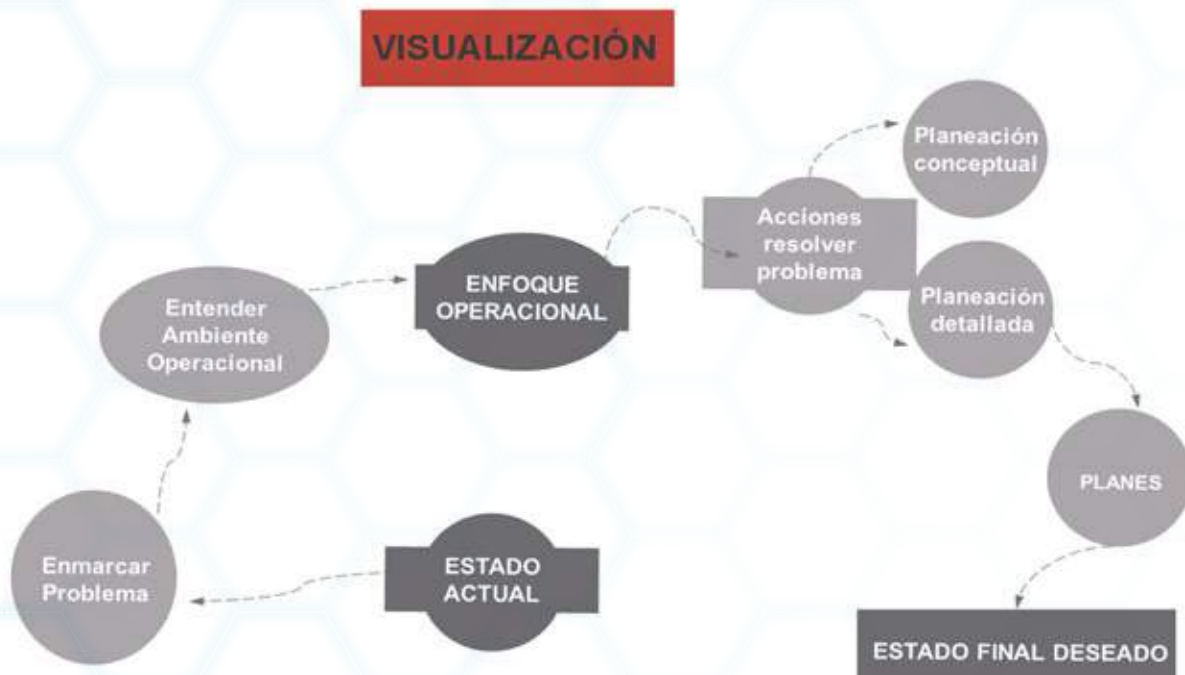 VISUALIZACIÓN
Planeación
conceptual
Acciones
resolver
problema
Planeación
detallada
ENFOQUE
OPERACIONAL
Entender
Ambiente
Operacional
PLANES
Enmarcar
Problema
ESTADO
ACTUAL
ESTADO FINAL DESEADO